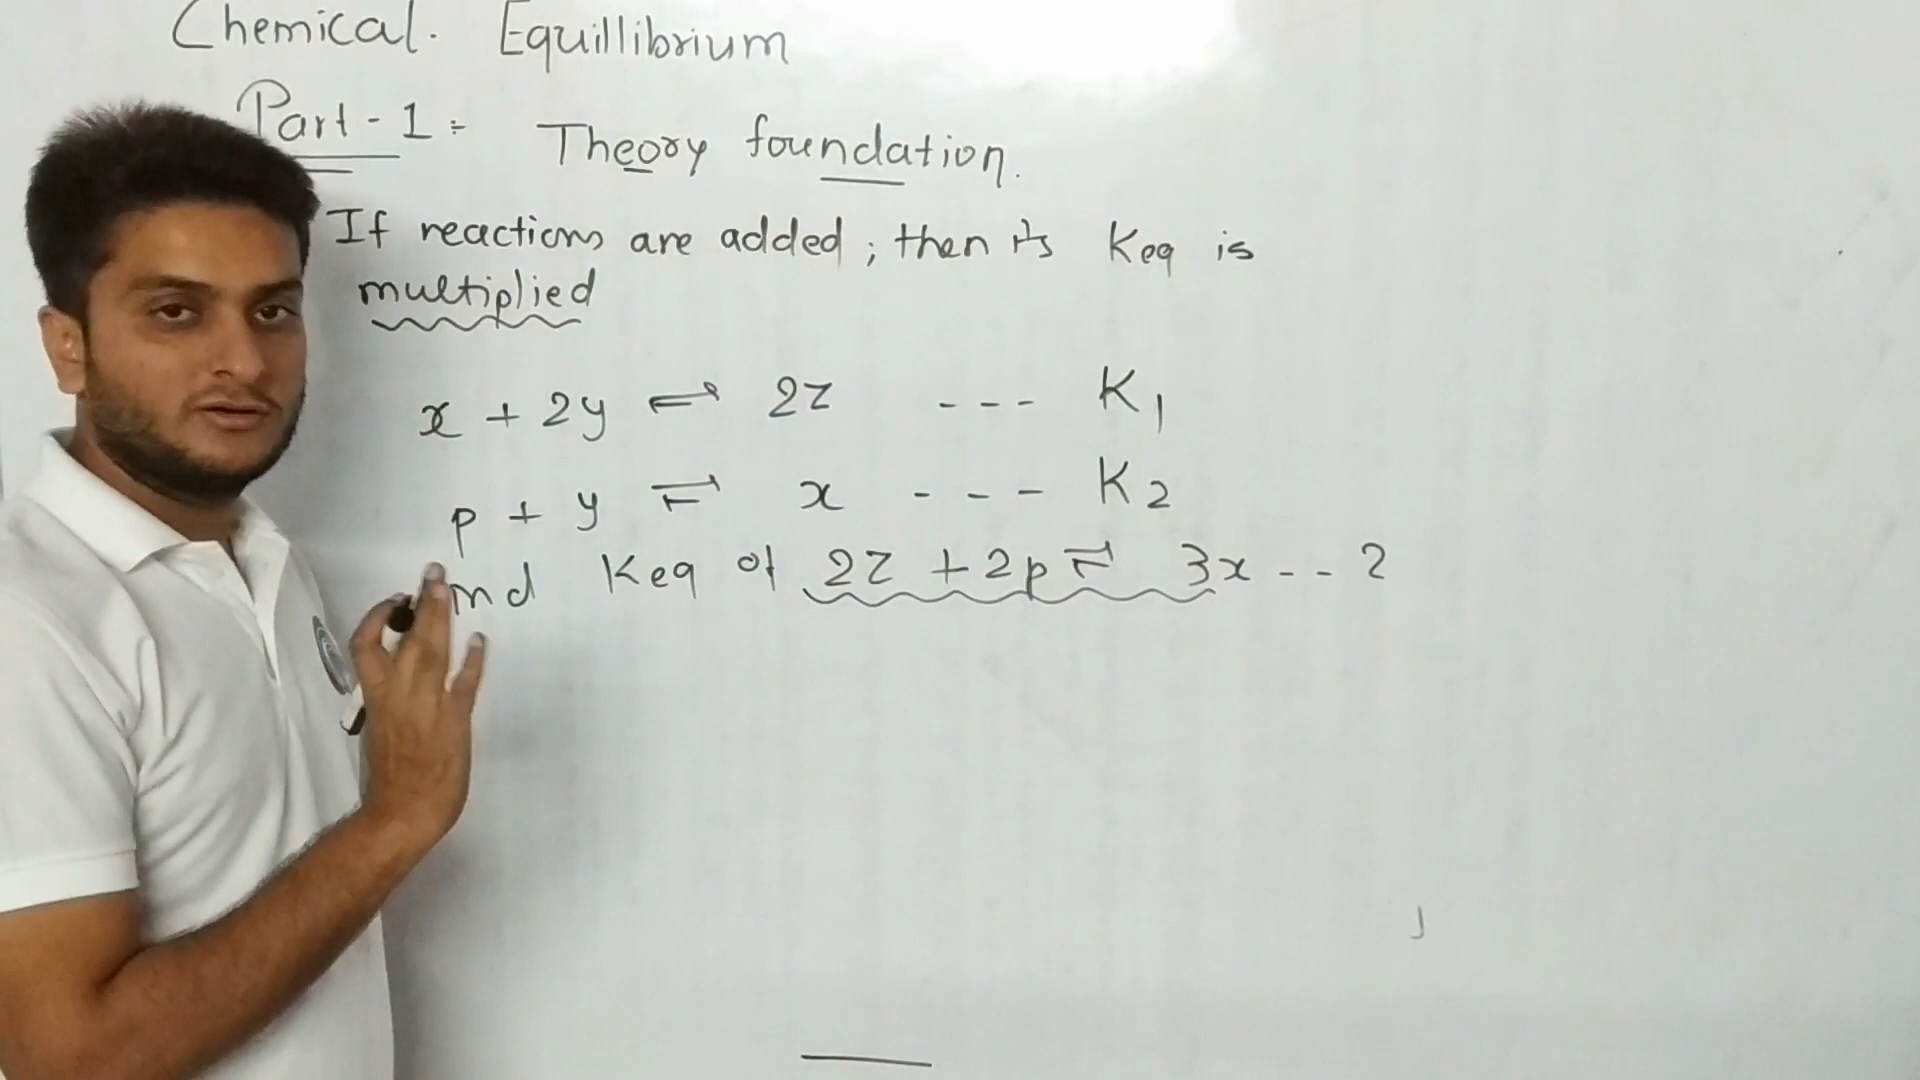 Chemical. Equillibrium
Part-1: Theory foundation.
If reactions are added; then it's Keq is
multiplied
x + 2y ⇌ 2z --- K1
p + y ⇌ x --- K2
nd Keq of 2z + 2p ⇌ 3x -- ?